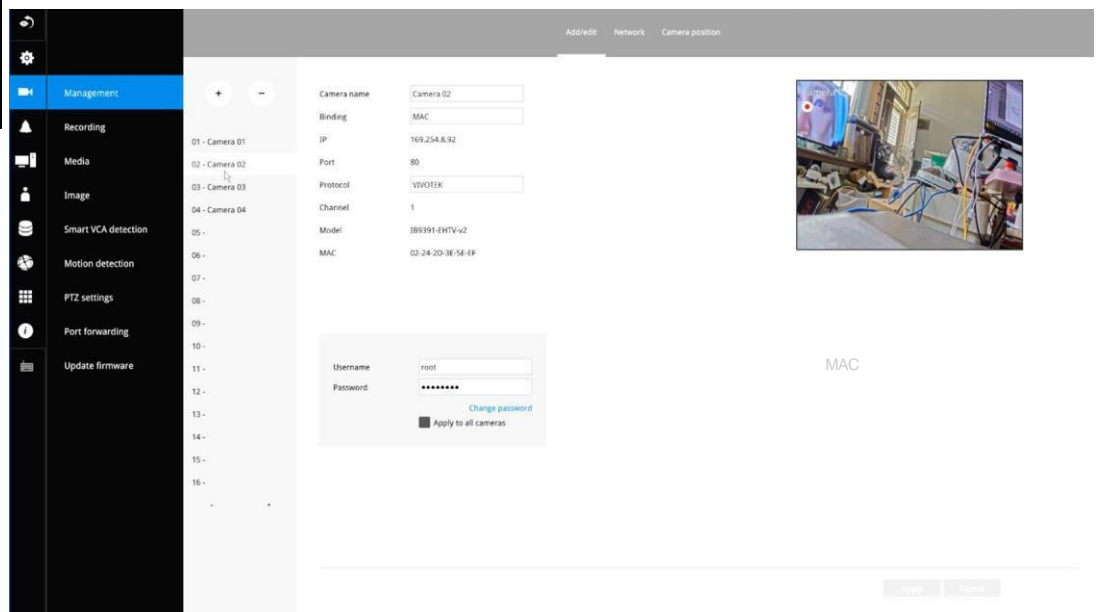 Add/edit Network Camera position
Management
Recording
Media
Image
Smart VCA detection
Motion detection
PTZ settings
Port forwarding
Update firmware
+ -
01 - Camera 01
02 - Camera 02
03 - Camera 03
04 - Camera 04
05 -
06 -
07 -
08 -
09 -
10 -
11 -
12 -
13 -
14 -
15 -
16 -
Camera name Camera 02
Binding MAC
IP 169.254.8.92
Port 80
Protocol VIVOTEK
Channel 1
Model IB9391-EHTV-v2
MAC 02-24-2D-3E-5E-EF
Username root
Password ••••••••
Change password
Apply to all cameras
MAC
Apply Cancel